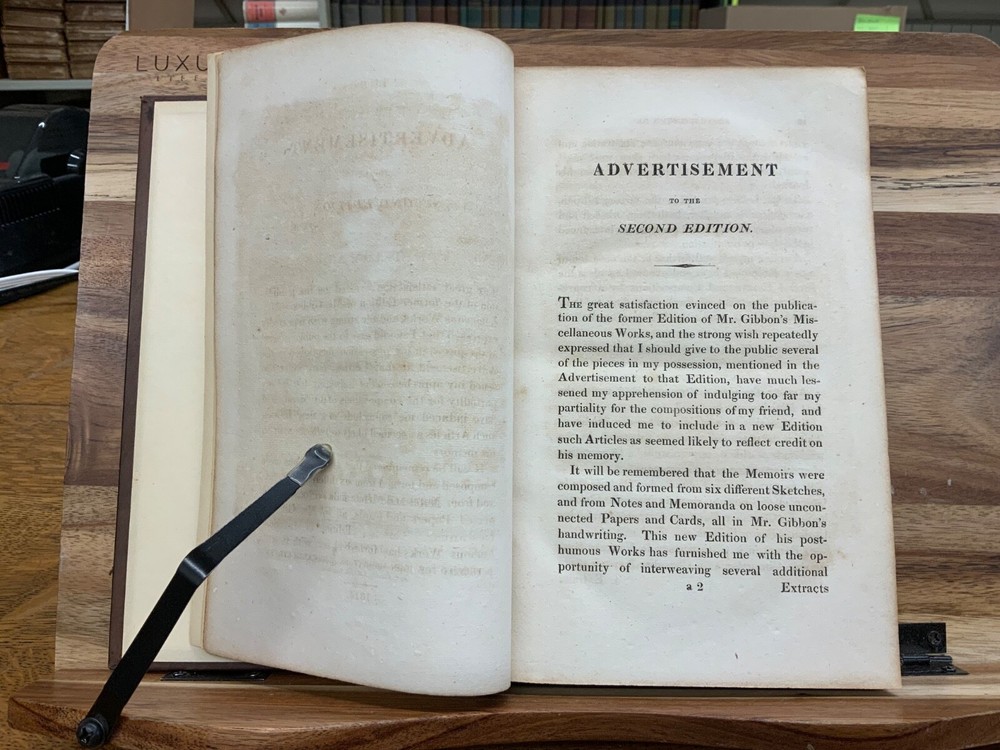 LUXU
ADVERTISEMENT
TO THE
SECOND EDITION.
THE great satisfaction evinced on the publica-
tion of the former Edition of Mr. Gibbon's Mis-
cellaneous Works, and the strong wish repeatedly
expressed that I should give to the public several
of the pieces in my possession, mentioned in the
Advertisement to that Edition, have much les-
sened my apprehension of indulging too far my
partiality for the compositions of my friend, and
have induced me to include in a new Edition
such Articles as seemed likely to reflect credit on
his memory.
It will be remembered that the Memoirs were
composed and formed from six different Sketches,
and from Notes and Memoranda on loose uncon-
nected Papers and Cards, all in Mr. Gibbon's
handwriting. This new Edition of his post-
humous Works has furnished me with the op-
portunity of interweaving several additional
a 2 Extracts